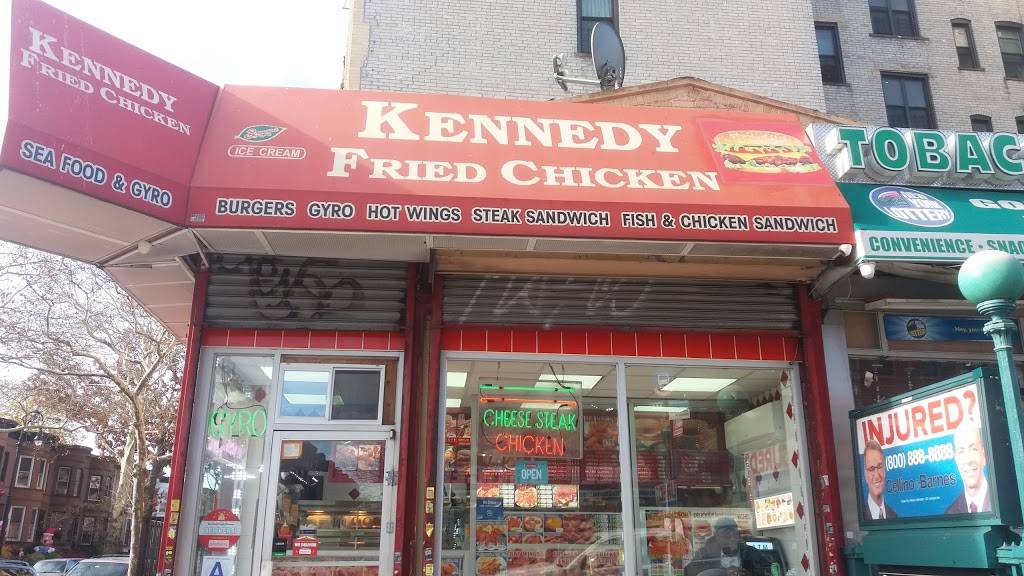 KENNEDY
FRIED CHICKEN
SEA FOOD & GYRO
ICE CREAM
KENNEDY
FRIED CHICKEN
BURGERS GYRO HOT WINGS STEAK SANDWICH FISH & CHICKEN SANDWICH
TOBAC
LOTTERY
CONVENIENCE • SNAC
GYRO
CHEESE STEAK
CHICKEN
OPEN
A
INJURED?
(800) 888-8888
Cellino Barnes